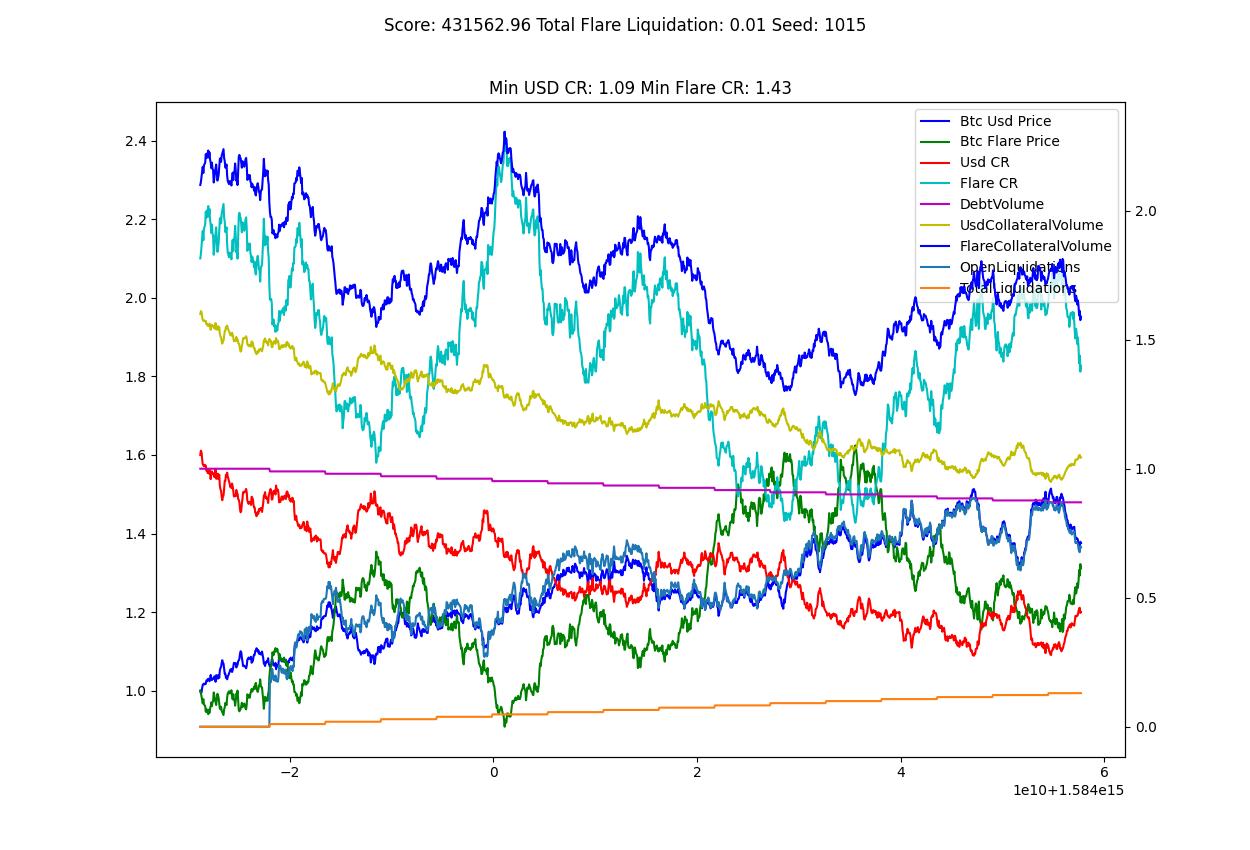 Score: 431562.96 Total Flare Liquidation: 0.01 Seed: 1015
Min USD CR: 1.09 Min Flare CR: 1.43
2.4
2.2
2.0
1.8
1.6
1.4
1.2
1.0
Btc Usd Price
Btc Flare Price
Usd CR
Flare CR
DebtVolume
UsdCollateralVolume
FlareCollateralVolume
OpenLiquidations
TotalLiquidations
2.0
1.5
1.0
0.5
0.0
−2
0
2
4
6
1e10+1.584e15